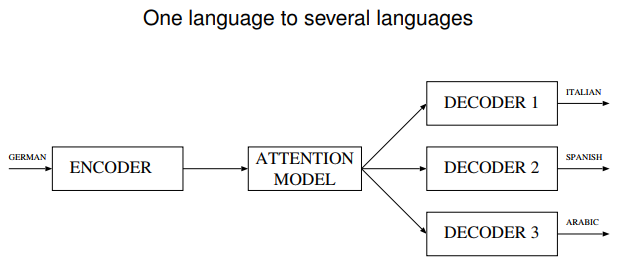 One language to several languages
ITALIAN
DECODER 1
GERMAN
ENCODER
ATTENTION
MODEL
DECODER 2
SPANISH
DECODER 3
ARABIC